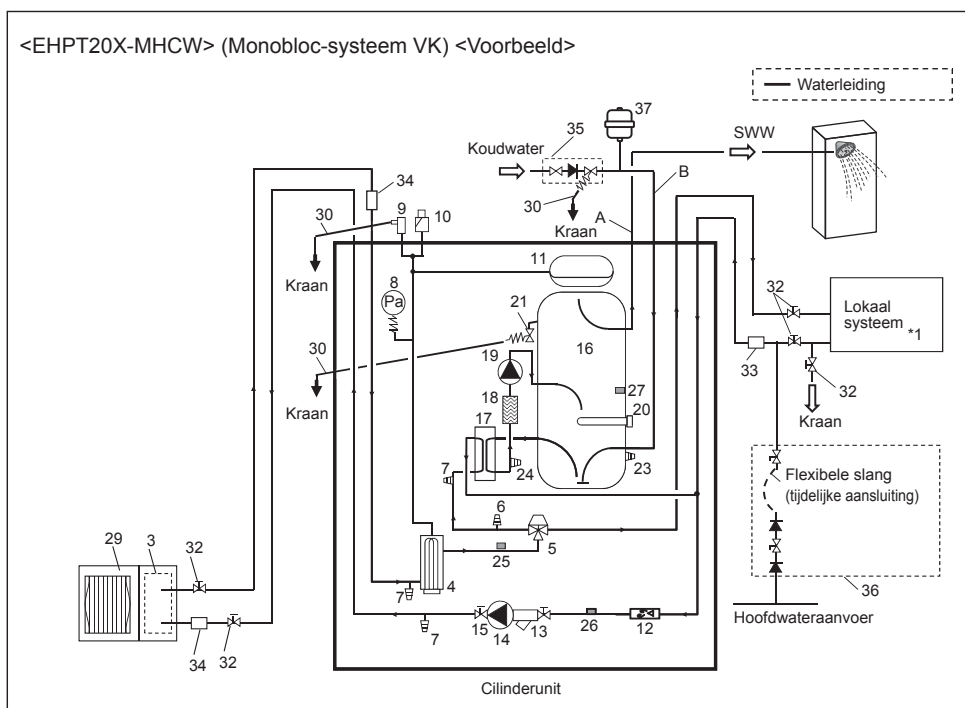 <EHPT20X-MHCW> (Monobloc-systeem VK) <Voorbeeld>
Waterleiding
37
35
SWW
Koudwater
B
34
30
A
30
9
10
Kraan
11
Kraan
8
Pa
21
32
Lokaal
systeem *1
16
30
19
33
32
27
18
Kraan
20
Kraan
17
7
24
23
Flexibele slang
(tijdelijke aansluiting)
6
29
3
32
5
25
4
7
36
26
12
Hoofdwateraanvoer
7
15
14
13
34
32
Cilinderunit